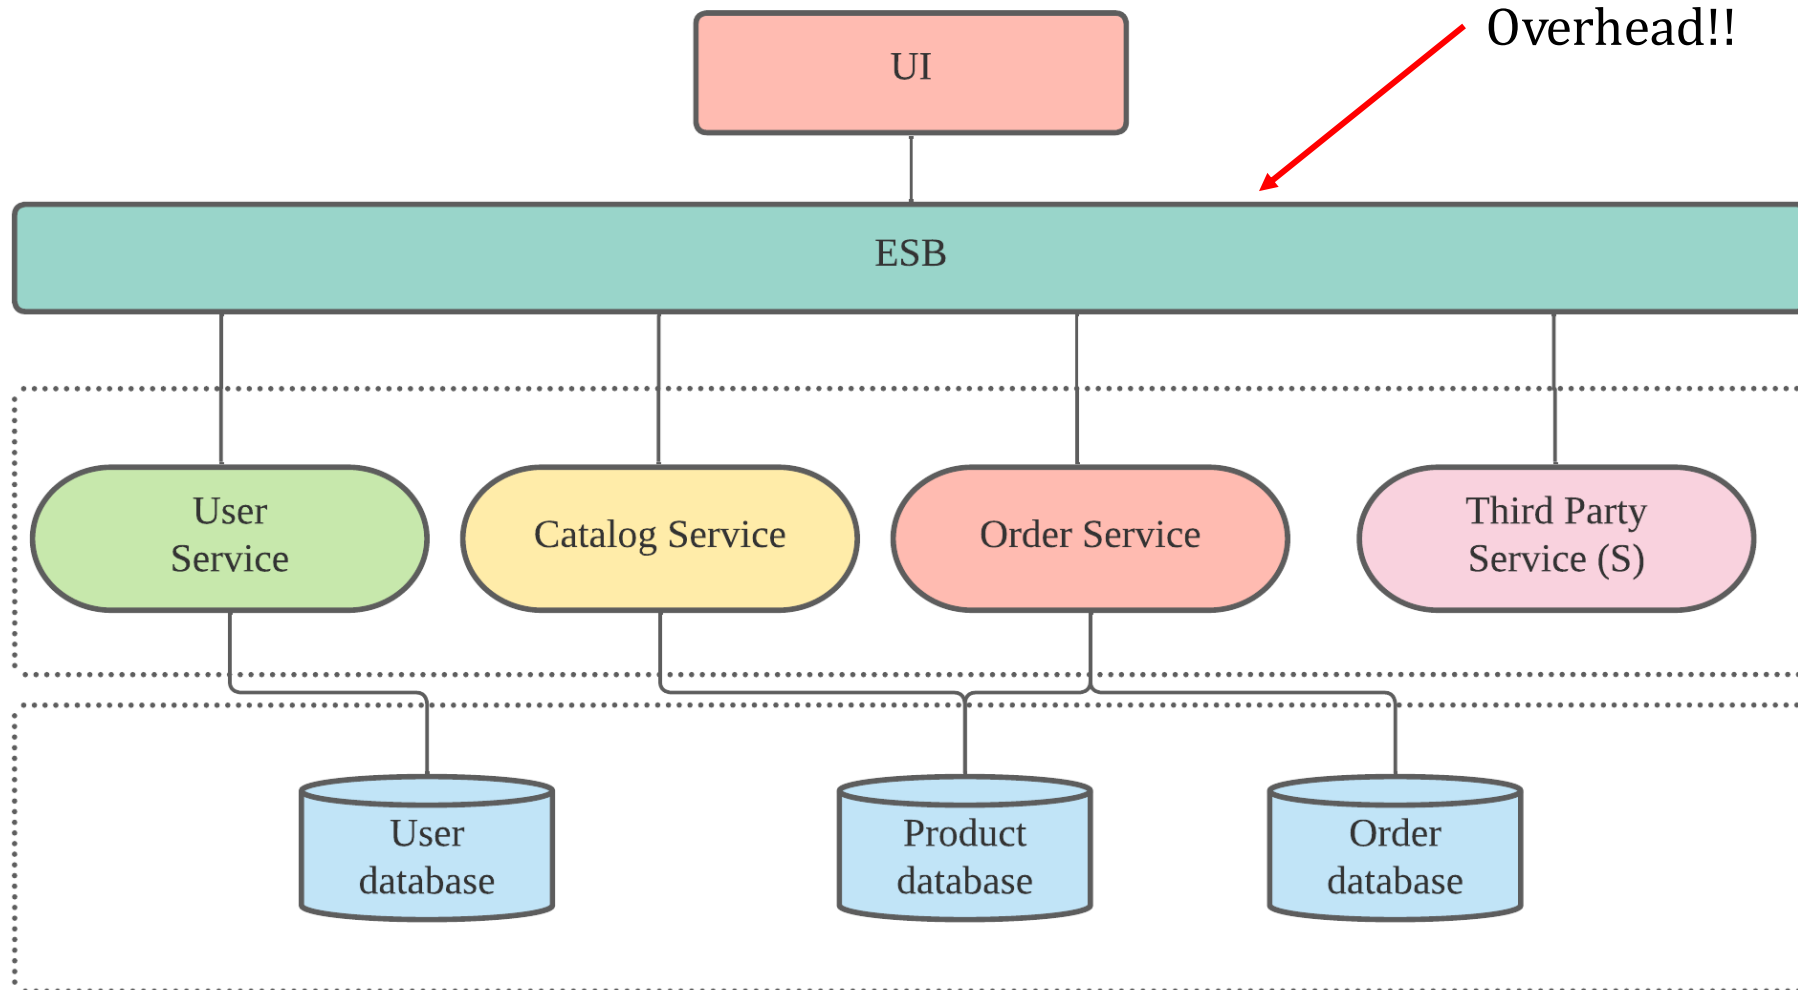 UI
Overhead!!
ESB
User
Service
Catalog Service
Order Service
Third Party
Service (S)
User
database
Product
database
Order
database